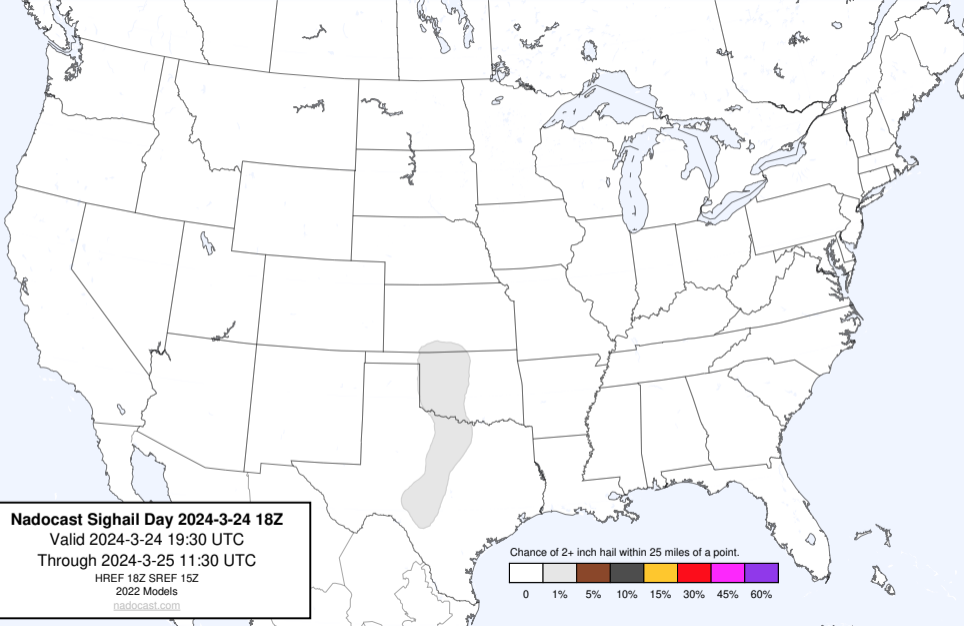 Nadocast Sighail Day 2024-3-24 18Z
Valid 2024-3-24 19:30 UTC
Through 2024-3-25 11:30 UTC
HREF 18Z SREF 15Z
2022 Models
nadocast.com
Chance of 2+ inch hail within 25 miles of a point.
0 1% 5% 10% 15% 30% 45% 60%